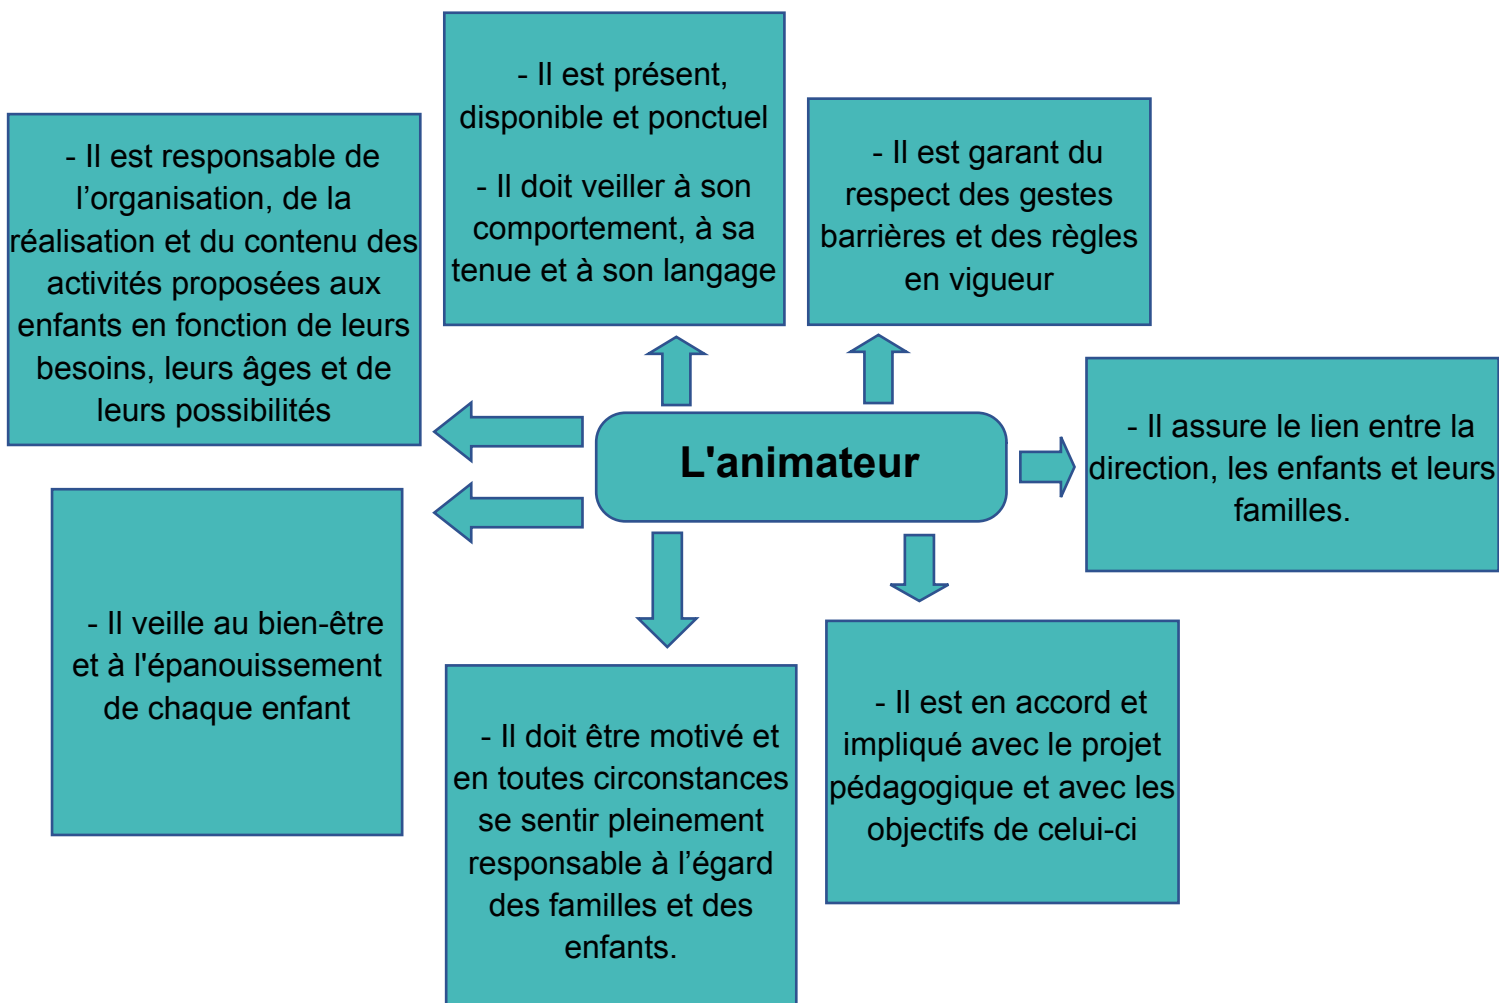 - Il est présent,
disponible et ponctuel
- Il doit veiller à son
comportement, à sa
tenue et à son langage
- Il est responsable de
l’organisation, de la
réalisation et du contenu des
activités proposées aux
enfants en fonction de leurs
besoins, leurs âges et de
leurs possibilités
- Il est garant du
respect des gestes
barrières et des règles
en vigueur
L'animateur
- Il assure le lien entre la
direction, les enfants et leurs
familles.
- Il veille au bien-être
et à l'épanouissement
de chaque enfant
- Il doit être motivé et
en toutes circonstances
se sentir pleinement
responsable à l’égard
des familles et des
enfants.
- Il est en accord et
impliqué avec le projet
pédagogique et avec les
objectifs de celui-ci